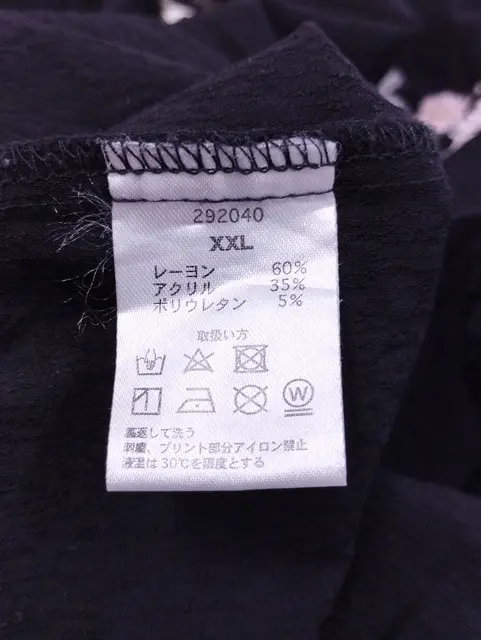 292040
XXL
レーヨン 60%
アクリル 35%
ポリウレタン 5%
取扱い方
W
裏返して洗う
刺繍、プリント部分アイロン禁止
液温は30℃を限度とする